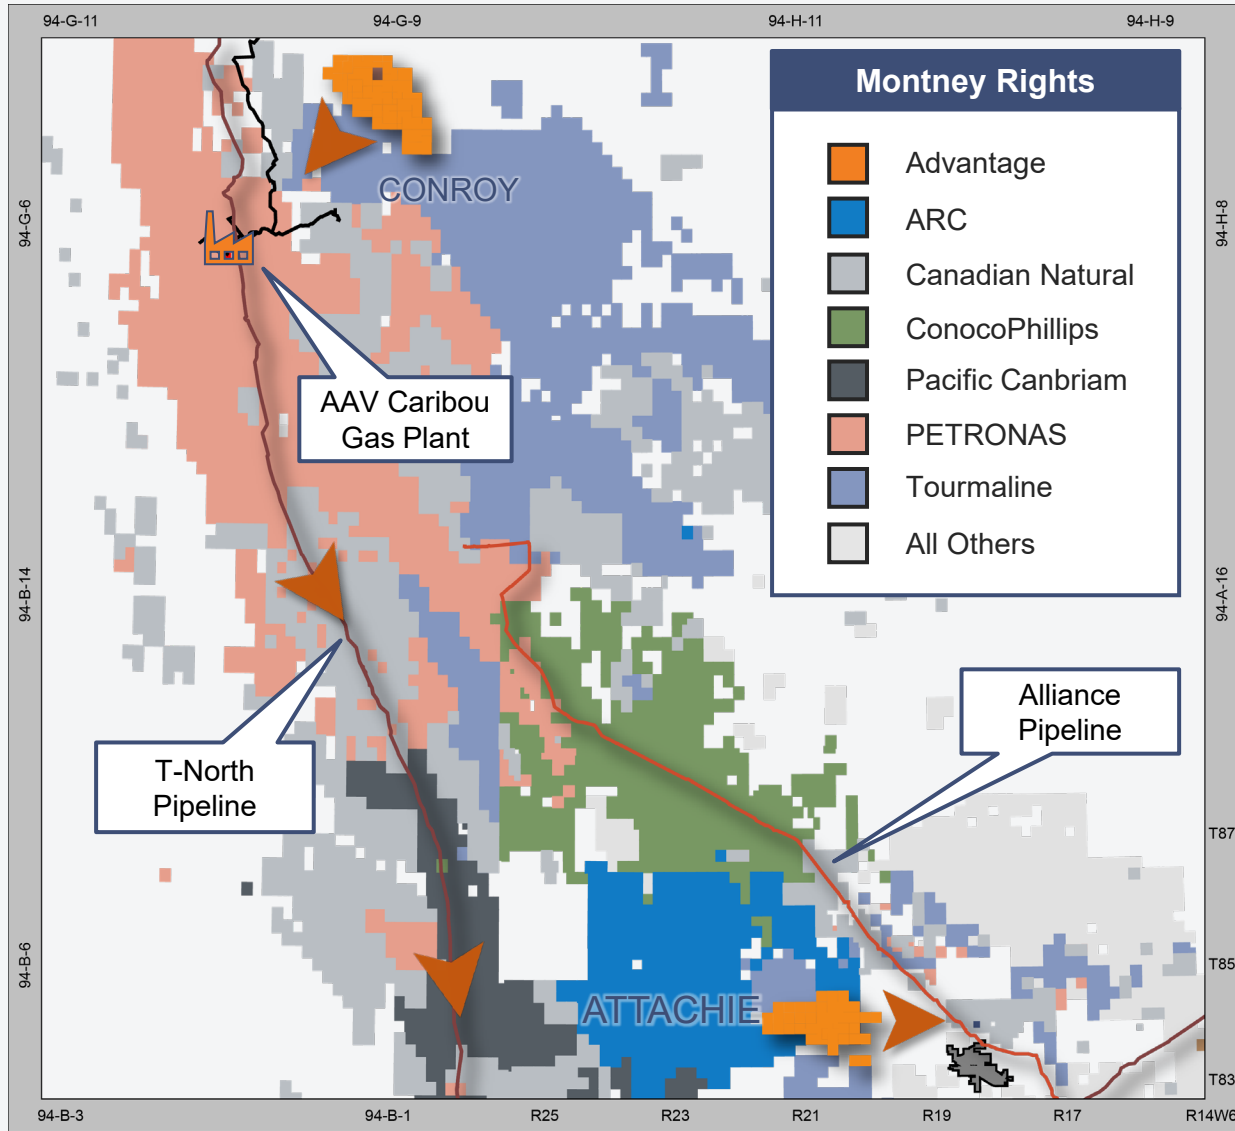 94-G-11
94-G-9
94-H-11
94-H-9
Montney Rights
Advantage
ARC
Canadian Natural
ConocoPhillips
Pacific Canbriam
PETRONAS
Tourmaline
All Others
CONROY
94-G-6
94-H-8
AAV Caribou
Gas Plant
94-B-14
94-A-16
T-North
Pipeline
Alliance
Pipeline
T87
94-B-6
T85
ATTACHIE
T83
94-B-3
94-B-1
R25
R23
R21
R19
R17
R14W6